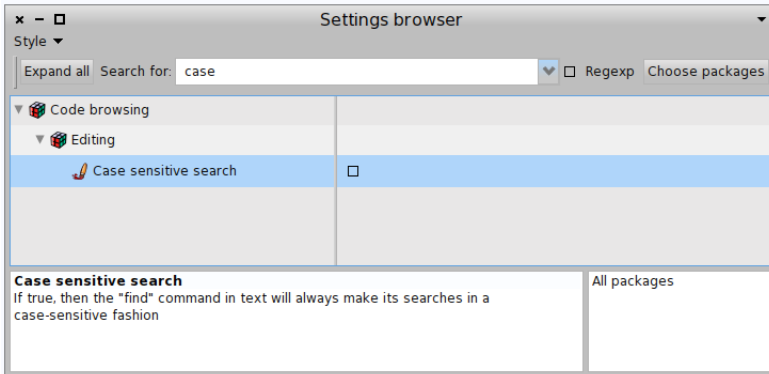 Settings browser
Style
Expand all Search for: case Regexp Choose packages
Code browsing
Editing
Case sensitive search
Case sensitive search
If true, then the "find" command in text will always make its searches in a
case-sensitive fashion
All packages